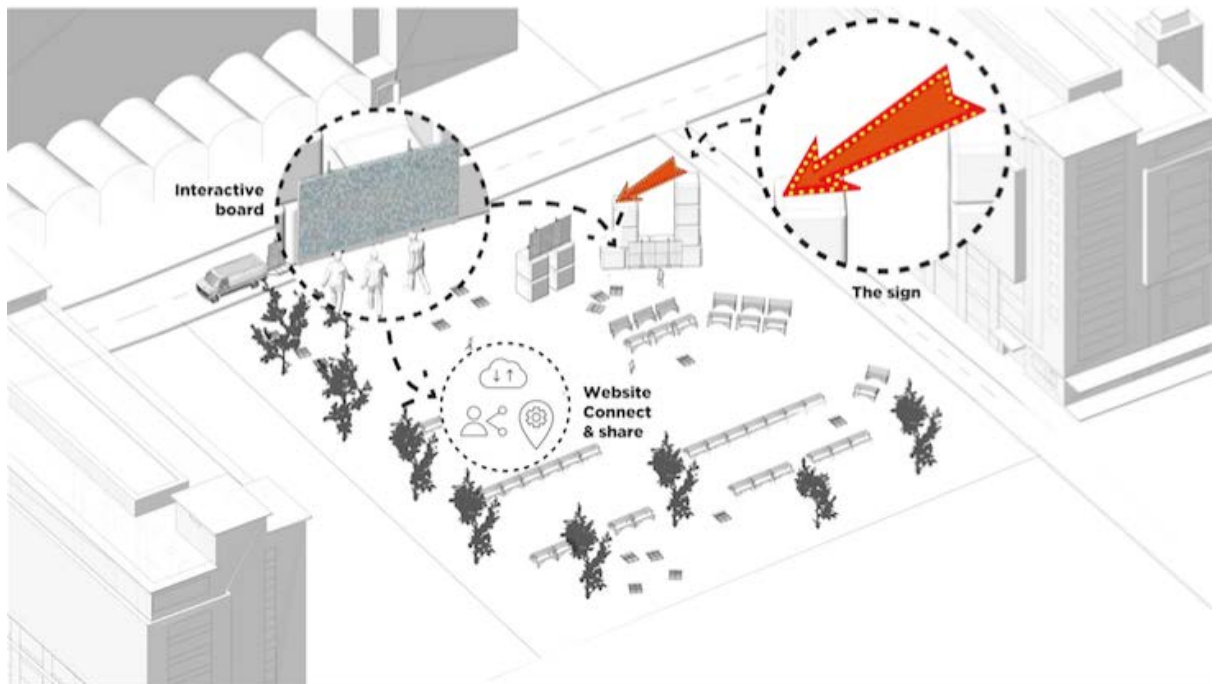 Interactive
board
The sign
Website
Connect
& share